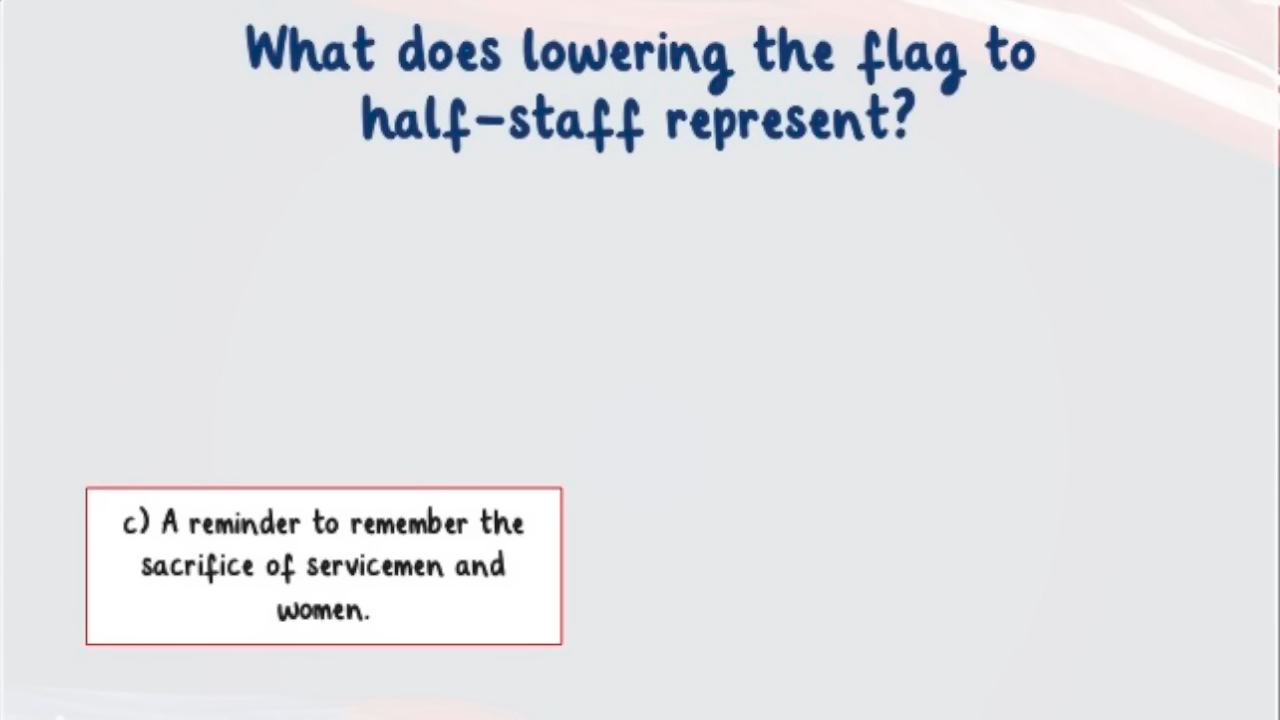 What does lowering the flag to
half-staff represent?
c) A reminder to remember the
sacrifice of servicemen and
women.